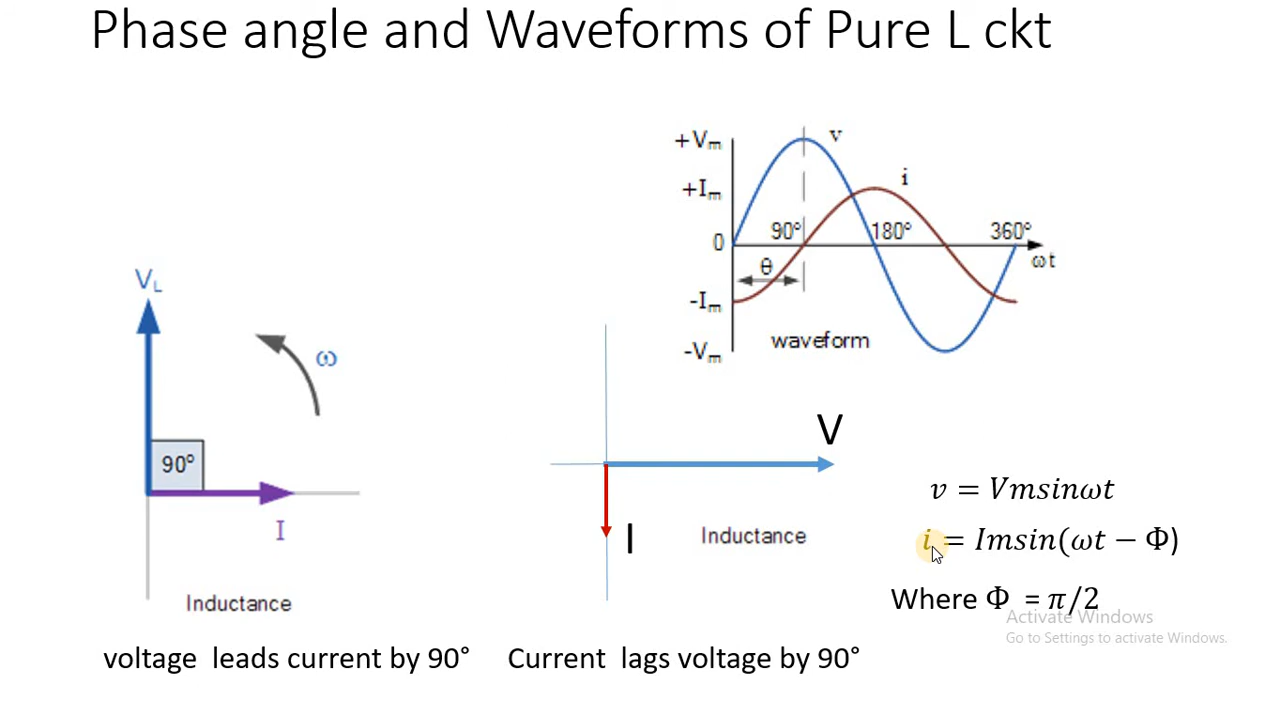 Phase angle and Waveforms of Pure L ckt
+Vm
v
+Im
i
0
90°
180°
360°
ωt
θ
-Im
-Vm
waveform
VL
ω
90°
I
Inductance
V
I
Inductance
v = Vmsinωt
i = Imsin(ωt − Φ)
Where Φ = π/2
Activate Windows
Go to Settings to activate Windows.
voltage leads current by 90°
Current lags voltage by 90°